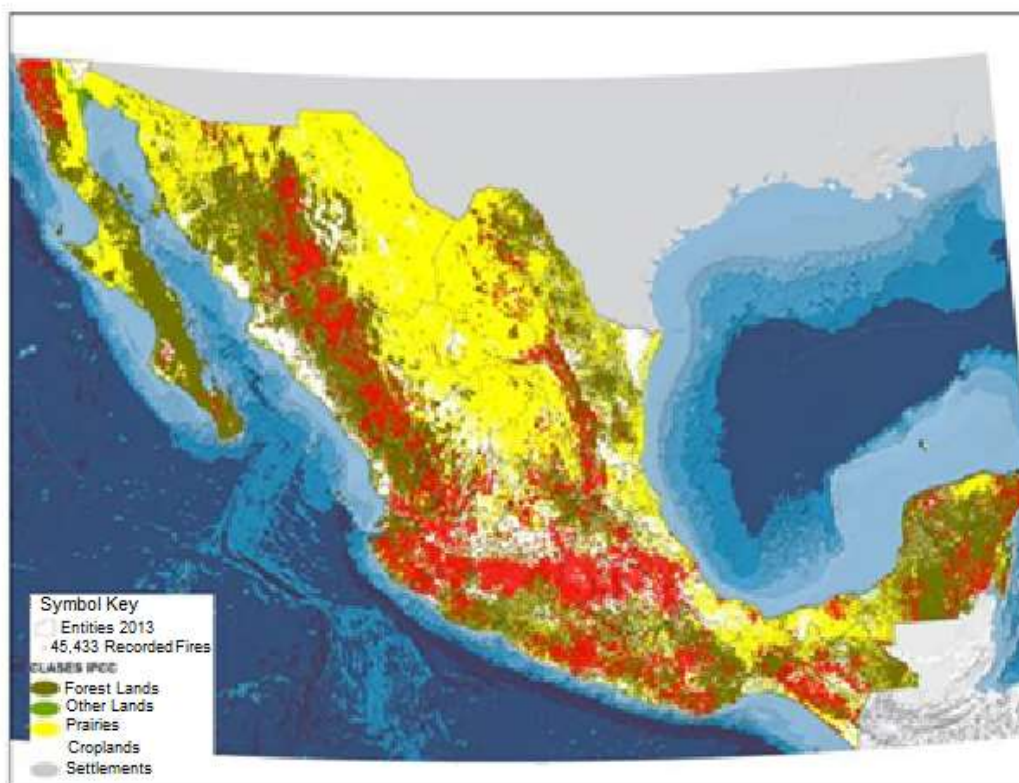 Symbol Key
Entities 2013
45,433 Recorded Fires
CLASES IPCC
Forest Lands
Other Lands
Prairies
Croplands
Settlements